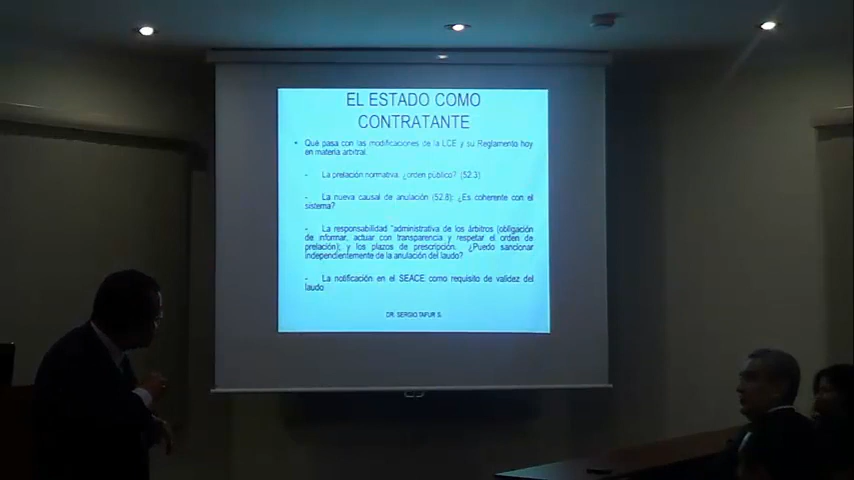 EL ESTADO COMO
CONTRATANTE
• Qué pasa con las modificaciones de la LCE y su Reglamento hoy
en materia arbitral.
- La prelación normativa: ¿orden público? (52.3)
- La nueva causal de anulación (52.8): ¿Es coherente con el
sistema?
- La responsabilidad "administrativa de los árbitros (obligación
de informar, actuar con transparencia y respetar el orden de
prelación); y los plazos de prescripción. ¿Puedo sancionar
independientemente de la anulación del laudo?
- La notificación en el SEACE como requisito de validez del
laudo
DR. SERGIO TAFUR S.